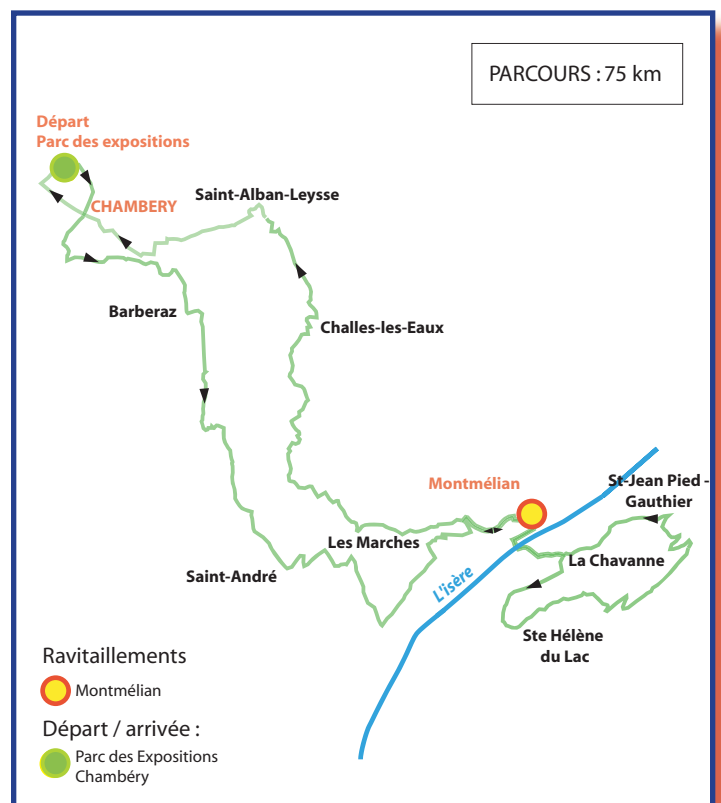 PARCOURS : 75 km
Départ
Parc des expositions
CHAMBERY
Saint-Alban-Leysse
Barberaz
Challes-les-Eaux
Montmélian
St-Jean Pied -
Gauthier
Les Marches
La Chavanne
Saint-André
L'isère
Ste Hélène
du Lac
Ravitaillements
Montmélian
Départ / arrivée :
Parc des Expositions
Chambéry